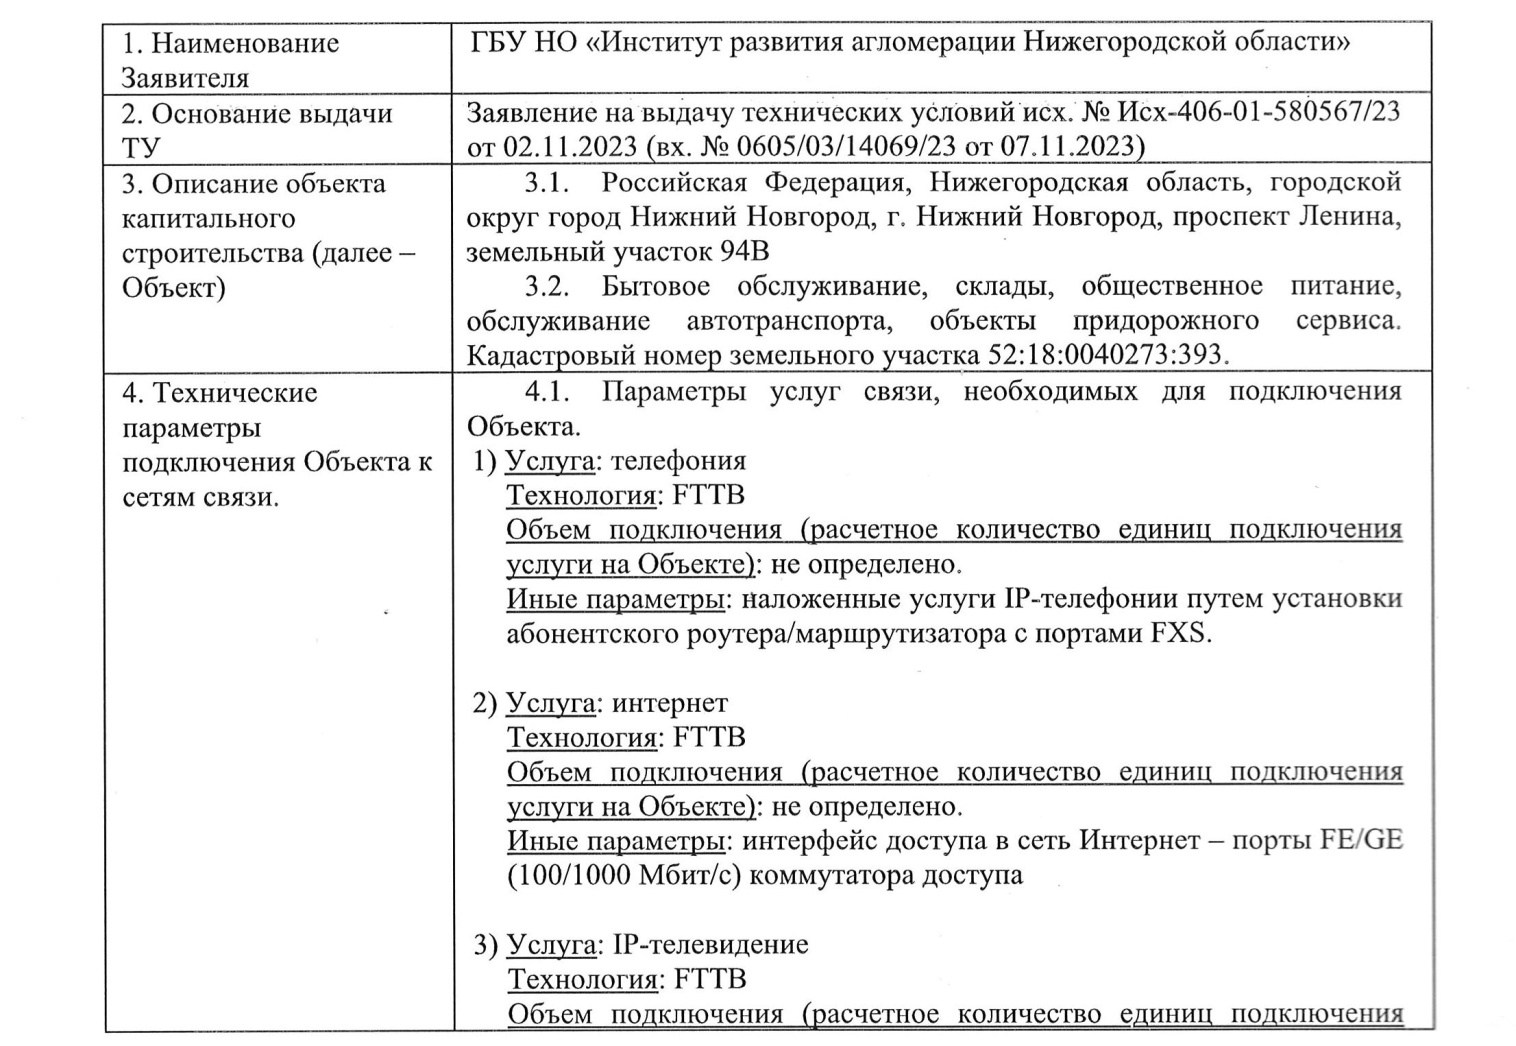 1. Наименование
Заявителя
ГБУ НО «Институт развития агломерации Нижегородской области»
2. Основание выдачи
ТУ
Заявление на выдачу технических условий исх. № Исх-406-01-580567/23
от 02.11.2023 (вх. № 0605/03/14069/23 от 07.11.2023)
3. Описание объекта
капитального
строительства (далее –
Объект)
3.1. Российская Федерация, Нижегородская область, городской
округ город Нижний Новгород, г. Нижний Новгород, проспект Ленина,
земельный участок 94В
3.2. Бытовое обслуживание, склады, общественное питание,
обслуживание автотранспорта, объекты придорожного сервиса.
Кадастровый номер земельного участка 52:18:0040273:393.
4. Технические
параметры
подключения Объекта к
сетям связи.
4.1. Параметры услуг связи, необходимых для подключения
Объекта.
1) Услуга: телефония
Технология: FTTB
Объем подключения (расчетное количество единиц подключения
услуги на Объекте): не определено.
Иные параметры: наложенные услуги IP-телефонии путем установки
абонентского роутера/маршрутизатора с портами FXS.
2) Услуга: интернет
Технология: FTTB
Объем подключения (расчетное количество единиц подключения
услуги на Объекте): не определено.
Иные параметры: интерфейс доступа в сеть Интернет – порты FE/GE
(100/1000 Мбит/с) коммутатора доступа
3) Услуга: IP-телевидение
Технология: FTTB
Объем подключения (расчетное количество единиц подключения